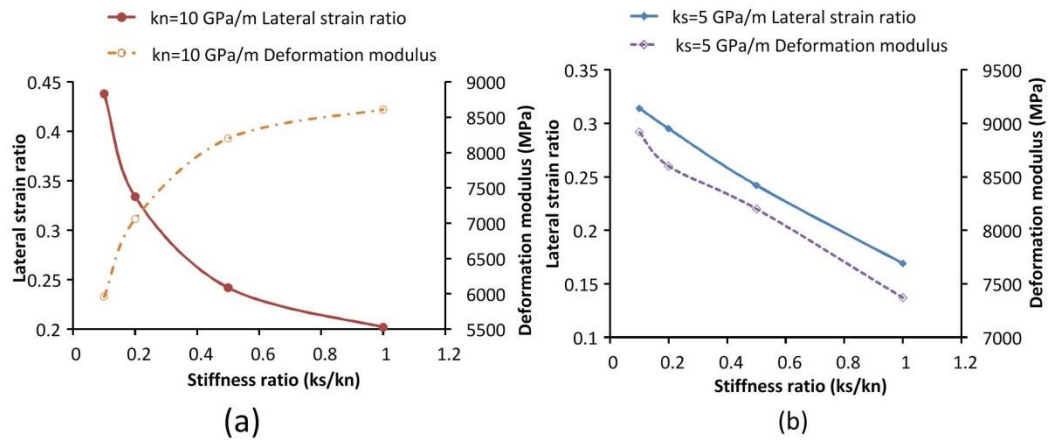 kn=10 GPa/m Lateral strain ratio
kn=10 GPa/m Deformation modulus
0.45
0.4
0.35
0.3
0.25
0.2
Lateral strain ratio
9000
8500
8000
7500
7000
6500
6000
5500
Deformation modulus (MPa)
0 0.2 0.4 0.6 0.8 1 1.2
Stiffness ratio (ks/kn)
(a)
ks=5 GPa/m Lateral strain ratio
ks=5 GPa/m Deformation modulus
0.35
0.3
0.25
0.2
0.15
0.1
Lateral strain ratio
9500
9000
8500
8000
7500
7000
Deformation modulus (MPa)
0 0.2 0.4 0.6 0.8 1 1.2
Stiffness ratio (ks/kn)
(b)